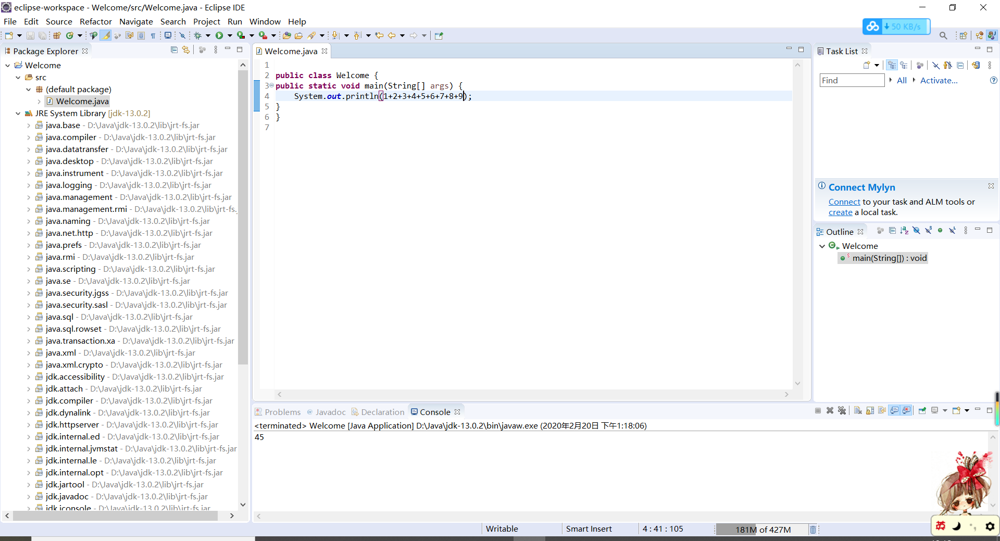 eclipse-workspace - Welcome/src/Welcome.java - Eclipse IDE
File Edit Source Refactor Navigate Search Project Run Window Help
50 KB/s
Package Explorer
Welcome
src
(default package)
Welcome.java
JRE System Library [jdk-13.0.2]
java.base - D:\Java\jdk-13.0.2\lib\jrt-fs.jar
java.compiler - D:\Java\jdk-13.0.2\lib\jrt-fs.jar
java.datatransfer - D:\Java\jdk-13.0.2\lib\jrt-fs.jar
java.desktop - D:\Java\jdk-13.0.2\lib\jrt-fs.jar
java.instrument - D:\Java\jdk-13.0.2\lib\jrt-fs.jar
java.logging - D:\Java\jdk-13.0.2\lib\jrt-fs.jar
java.management - D:\Java\jdk-13.0.2\lib\jrt-fs.jar
java.management.rmi - D:\Java\jdk-13.0.2\lib\jrt-fs.
java.naming - D:\Java\jdk-13.0.2\lib\jrt-fs.jar
java.net.http - D:\Java\jdk-13.0.2\lib\jrt-fs.jar
java.prefs - D:\Java\jdk-13.0.2\lib\jrt-fs.jar
java.rmi - D:\Java\jdk-13.0.2\lib\jrt-fs.jar
java.scripting - D:\Java\jdk-13.0.2\lib\jrt-fs.jar
java.se - D:\Java\jdk-13.0.2\lib\jrt-fs.jar
java.security.jgss - D:\Java\jdk-13.0.2\lib\jrt-fs.jar
java.security.sasl - D:\Java\jdk-13.0.2\lib\jrt-fs.jar
java.sql - D:\Java\jdk-13.0.2\lib\jrt-fs.jar
java.sql.rowset - D:\Java\jdk-13.0.2\lib\jrt-fs.jar
java.transaction.xa - D:\Java\jdk-13.0.2\lib\jrt-fs.jar
java.xml - D:\Java\jdk-13.0.2\lib\jrt-fs.jar
java.xml.crypto - D:\Java\jdk-13.0.2\lib\jrt-fs.jar
jdk.accessibility - D:\Java\jdk-13.0.2\lib\jrt-fs.jar
jdk.attach - D:\Java\jdk-13.0.2\lib\jrt-fs.jar
jdk.compiler - D:\Java\jdk-13.0.2\lib\jrt-fs.jar
jdk.dynalink - D:\Java\jdk-13.0.2\lib\jrt-fs.jar
jdk.httpserver - D:\Java\jdk-13.0.2\lib\jrt-fs.jar
jdk.internal.ed - D:\Java\jdk-13.0.2\lib\jrt-fs.jar
jdk.internal.jvmstat - D:\Java\jdk-13.0.2\lib\jrt-fs.jar
jdk.internal.le - D:\Java\jdk-13.0.2\lib\jrt-fs.jar
jdk.internal.opt - D:\Java\jdk-13.0.2\lib\jrt-fs.jar
jdk.jartool - D:\Java\jdk-13.0.2\lib\jrt-fs.jar
jdk.javadoc - D:\Java\jdk-13.0.2\lib\jrt-fs.jar
jdk.jconsole - D:\Java\jdk-13.0.2\lib\jrt-fs.jar
Welcome.java
1
2 public class Welcome {
3 public static void main(String[] args) {
4 System.out.println(1+2+3+4+5+6+7+8+9);
5 }
6 }
7
Task List
Find All Activate...
Connect Mylyn
Connect to your task and ALM tools or
create a local task.
Outline
Welcome
main(String[]) : void
Problems @ Javadoc Declaration Console
<terminated> Welcome [Java Application] D:\Java\jdk-13.0.2\bin\javaw.exe (2020年2月20日 下午1:18:06)
45
英
Writable Smart Insert 4 : 41 : 105 181M of 427M